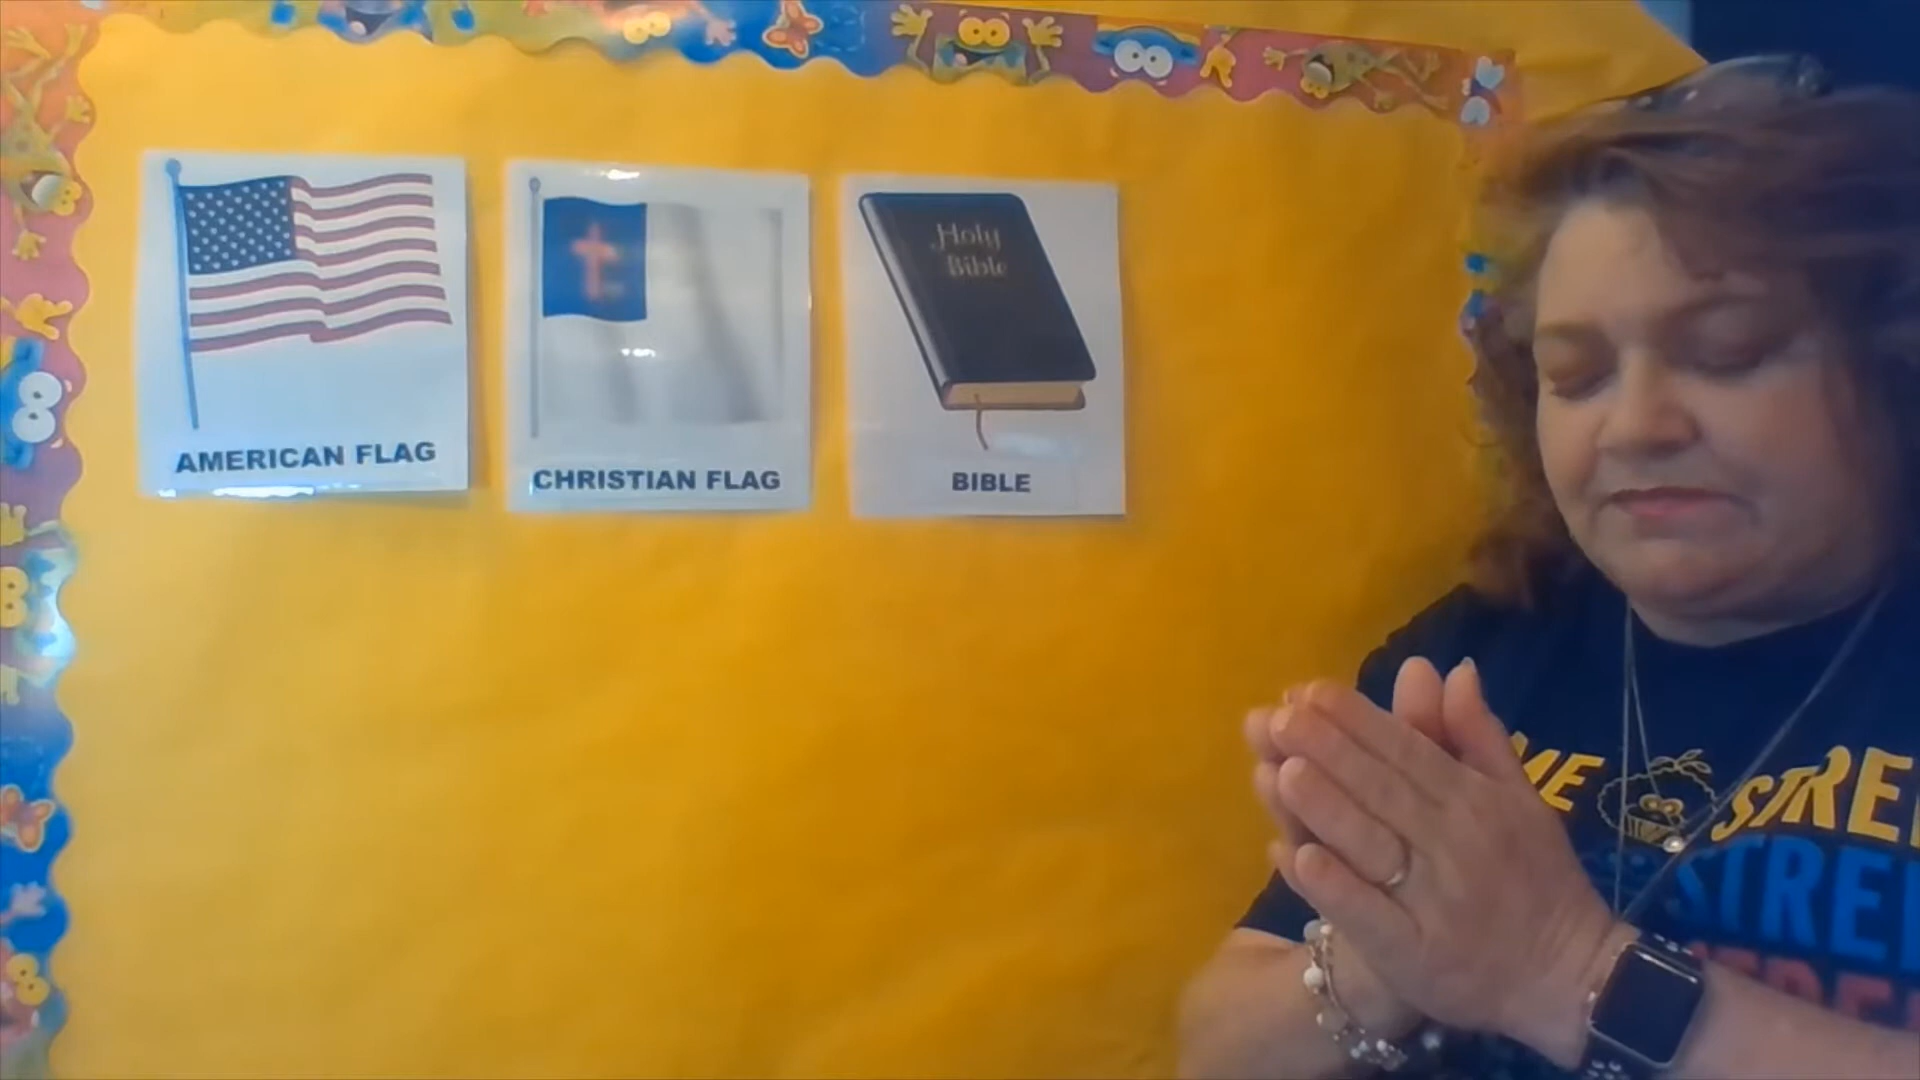 AMERICAN FLAG
CHRISTIAN FLAG
Holy
Bible
BIBLE